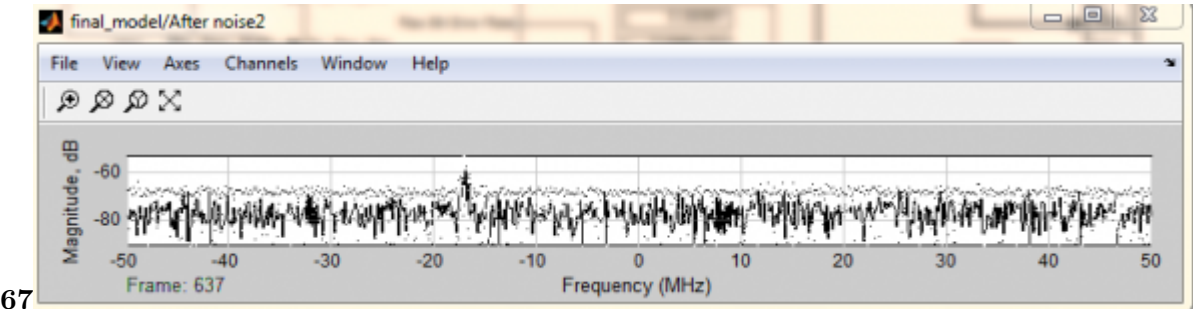 final_model/After noise2
File View Axes Channels Window Help
Magnitude, dB
-60
-80
-50 -40 -30 -20 -10 0 10 20 30 40 50
Frame: 637 Frequency (MHz)
67